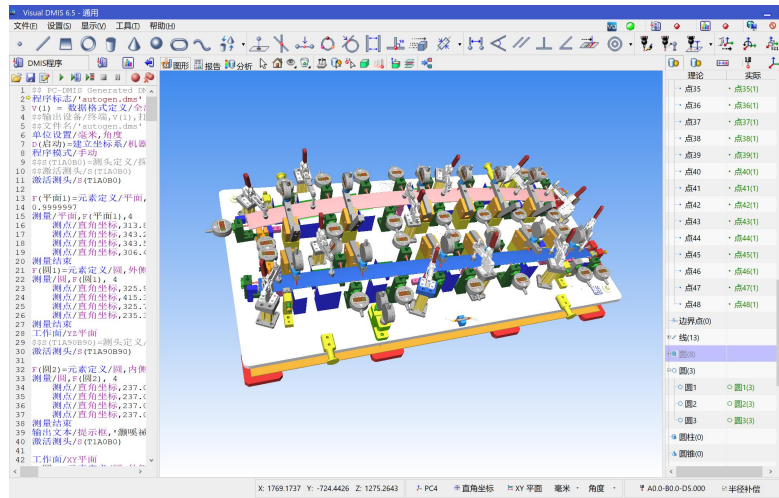 Visual DMIS 6.5 - 通用
文件(F) 设置(S) 显示(V) 工具(T) 帮助(H)
DMIS程序
图形 报告 分析
1 $$ PC-DMIS Generated
2 程序标志/'autogen.dms'
3 V(1) = 数据格式定义/全
4 $$输出设备/终端,V(1),
5 $$文件名/'autogen.dms'
6 单位设置/毫米,角度
7 D(启动)=建立坐标系/机器
8 程序模式/手动
9 $$S(T1A0B0)=测头定义/
10 $$激活测头/S(T1A0B0)
11 激活测头/S(T1A0B0)
12
13 F(平面1)=元素定义/平面,
14 0.9999997
15 测量/平面,F(平面1),4
16 测点/直角坐标,313.
17 测点/直角坐标,343.
18 测点/直角坐标,343.
19 测点/直角坐标,306.
20 测量结束
21 F(圆1)=元素定义/圆,外侧
22 测量/圆,F(圆1), 4
23 测点/直角坐标,325.
24 测点/直角坐标,415.
25 测点/直角坐标,325.
26 测点/直角坐标,235.
27 测量结束
28 工作面/YZ平面
29 $$S(T1A90B90)=测头定义/
30 激活测头/S(T1A90B90)
31
32 F(圆2)=元素定义/圆,内侧
33 测量/圆,F(圆2), 4
34 测点/直角坐标,237.
35 测点/直角坐标,237.
36 测点/直角坐标,237.
37 测点/直角坐标,237.
38 测量结束
39 输出文本/提示框,
40 激活测头/S(T1A0B0)
41
42 工作面/XY平面
理论 实际
点35 点35(1)
点36 点36(1)
点37 点37(1)
点38 点38(1)
点39 点39(1)
点40 点40(1)
点41 点41(1)
点42 点42(1)
点43 点43(1)
点44 点44(1)
点45 点45(1)
点46 点46(1)
点47 点47(1)
点48 点48(1)
边界点(0)
线(13)
圆(3)
圆1 圆1(3)
圆2 圆2(3)
圆3 圆3(3)
圆柱(0)
圆锥(0)
X: 1769.1737 Y: -724.4426 Z: 1275.2643 PC4 直角坐标 XY 平面 毫米 角度 A0.0-B0.0-D5.000 半径补偿